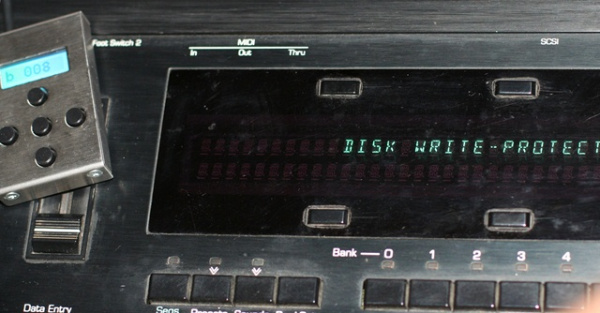 Foot Switch 2
MIDI
In Out Thru
SCSI
b 008
DISK WRITE-PROTECT
Bank 0 1 2 3 4
Seqs
Data Entry